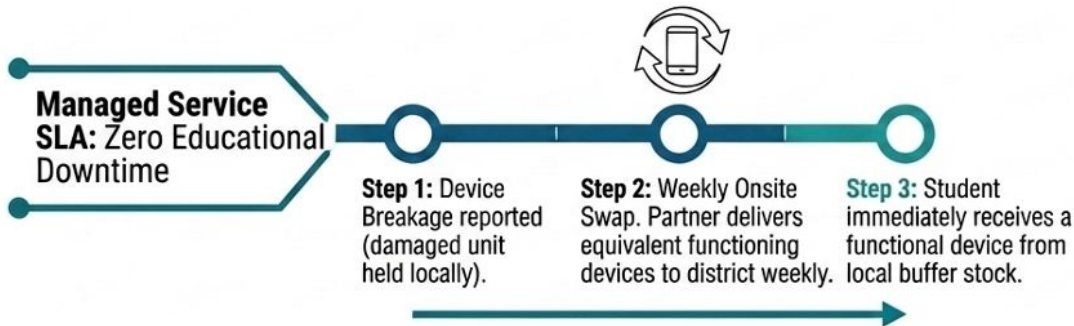 Managed Service
SLA: Zero Educational
Downtime
Step 1: Device
Breakage reported
(damaged unit
held locally).
Step 2: Weekly Onsite
Swap. Partner delivers
equivalent functioning
devices to district weekly.
Step 3: Student
immediately receives a
functional device from
local buffer stock.